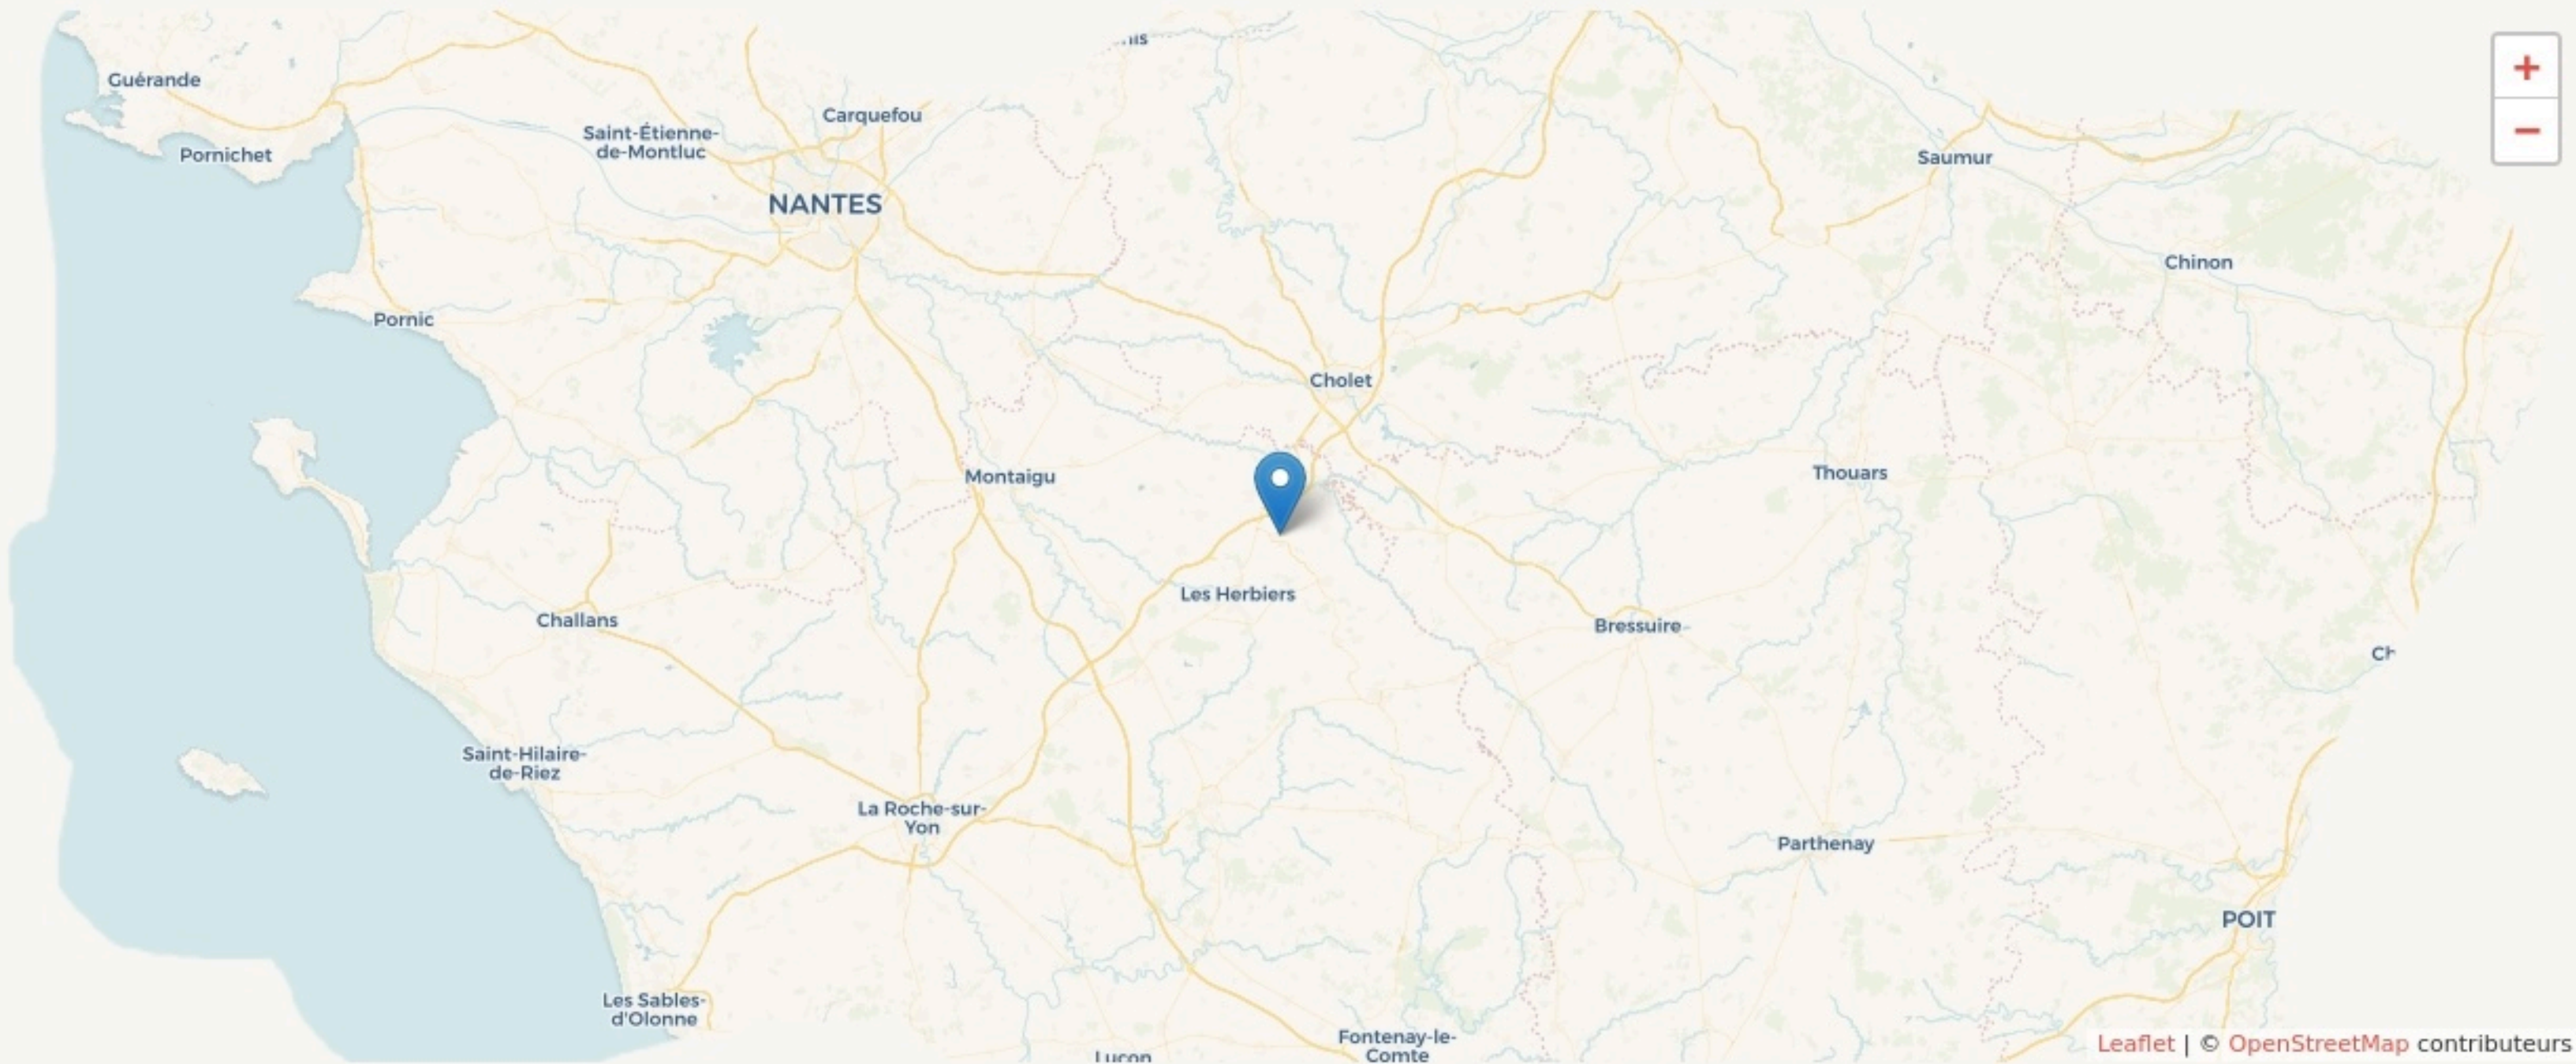 Guérande
Carquefou
Saint-Étienne-
de-Montluc
Pornichet
Saumur
NANTES
Chinon
Pornic
Cholet
Montaigu
Thouars
Les Herbiers
Challans
Bressuire
Ch
Saint-Hilaire-
de-Riez
La Roche-sur-
Yon
Parthenay
POIT
Les Sables-
d'Olonne
Fontenay-le-
Comte
Luçon
+
−
Leaflet | © OpenStreetMap contributeurs